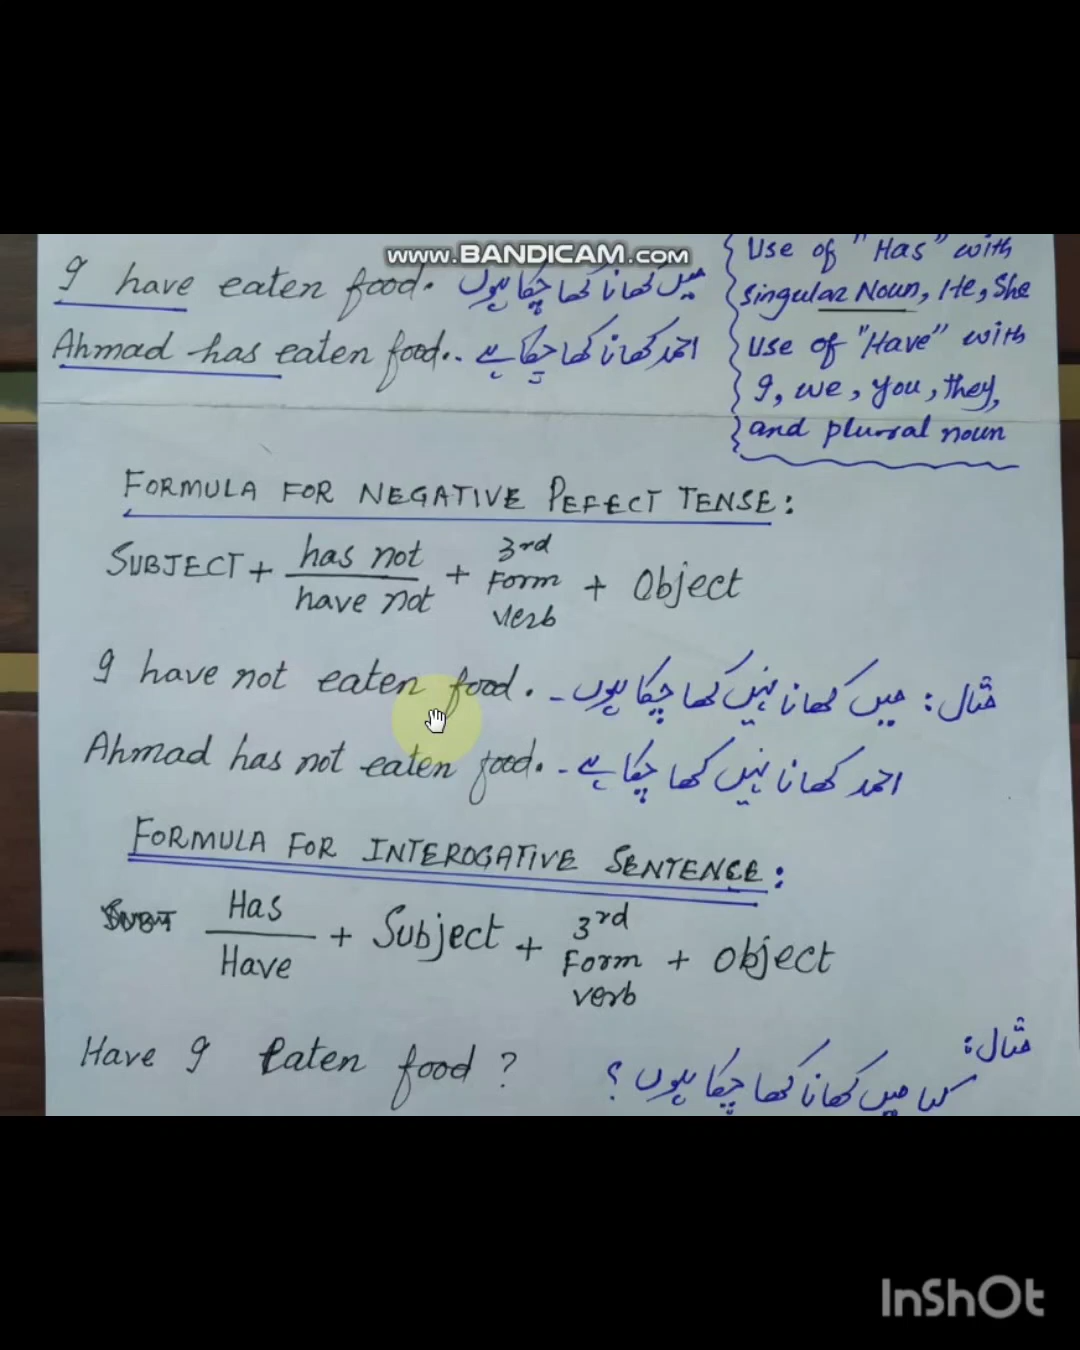 www.BANDICAM.com
I have eaten food. میں کھانا کھا چکا ہوں
Ahmad has eaten food.. احمد کھانا کھا چکا ہے
Use of "Has" with
singular Noun, He, She
Use of "Have" with
I, we, you, they,
and plural noun
FORMULA FOR NEGATIVE PEFECT TENSE:
SUBJECT + has not / have not + 3rd Form verb + Object
I have not eaten food. مثال: میں کھانا نہیں کھا چکا ہوں۔
Ahmad has not eaten food. احمد کھانا نہیں کھا چکا ہے۔
FORMULA FOR INTEROGATIVE SENTENCE:
Has / Have + Subject + 3rd Form verb + object
Have I Eaten food?
مثال:
کیا میں کھانا کھا چکا ہوں؟
InShOt